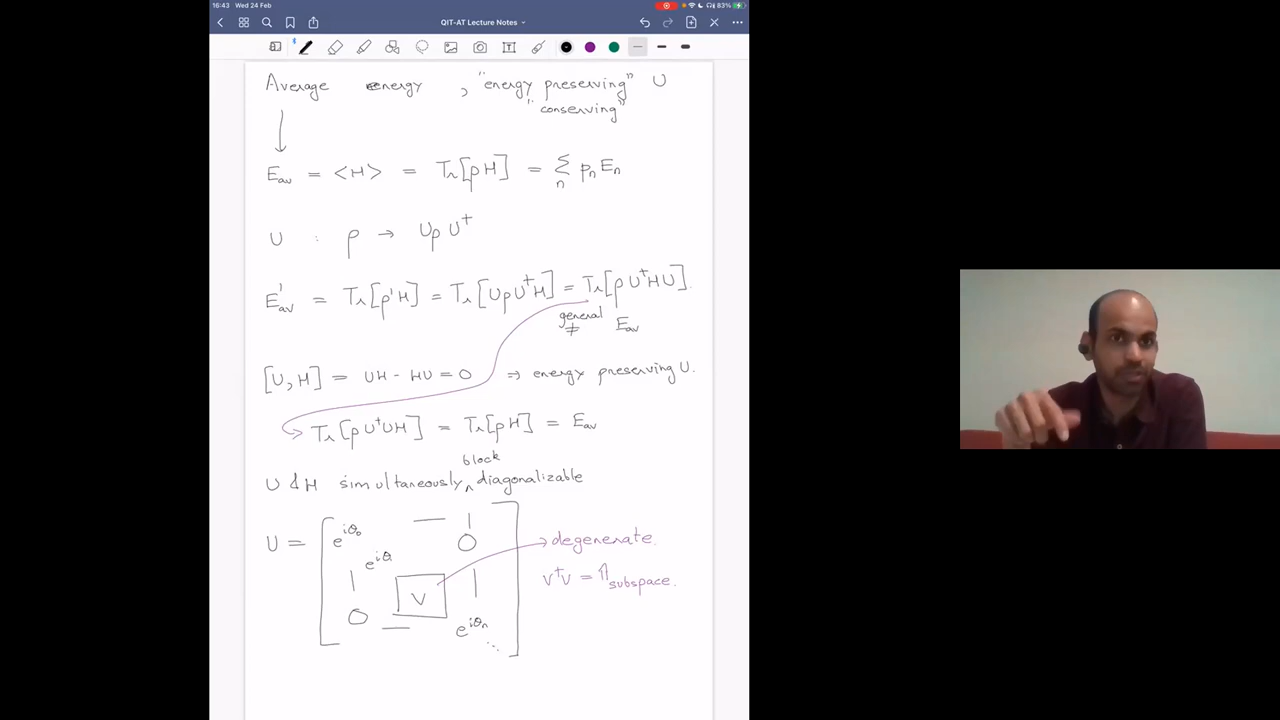 16:43 Wed 24 Feb
83%
QIT-AT Lecture Notes
Average energy , "energy preserving" U
"conserving"
E_av = <H> = Tr[ρH] = Σ_n p_n E_n
U : ρ → UρU†
E'_av = Tr[ρ'H] = Tr[UρU†H] = Tr[ρU†HU].
general
≠ E_av
[U,H] = UH - HU = 0 ⇒ energy preserving U.
Tr[ρU†UH] = Tr[ρH] = E_av
block
U & H simultaneously ∧ diagonalizable
U = [ e^{iθ_0} — | 0
e^{iθ_1} → degenerate.
| V | V†V = 𝟙_subspace.
0 — e^{iθ_n} ⋱ ]